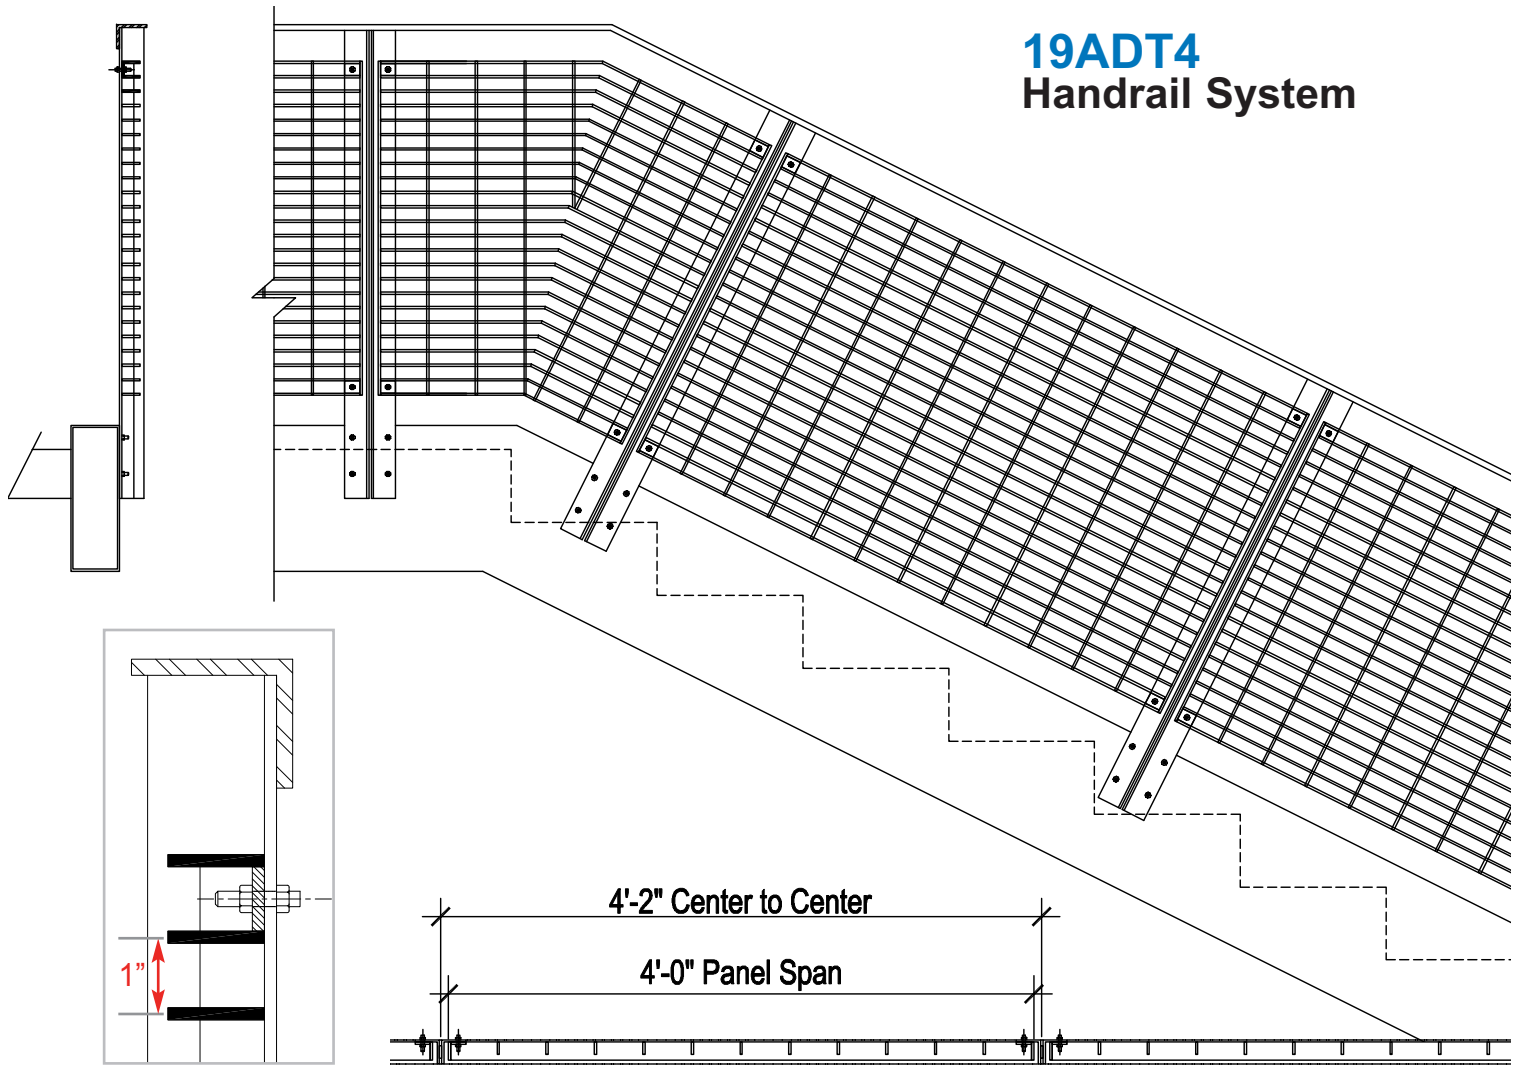 19ADT4
Handrail System
4'-2" Center to Center
4'-0" Panel Span
1”